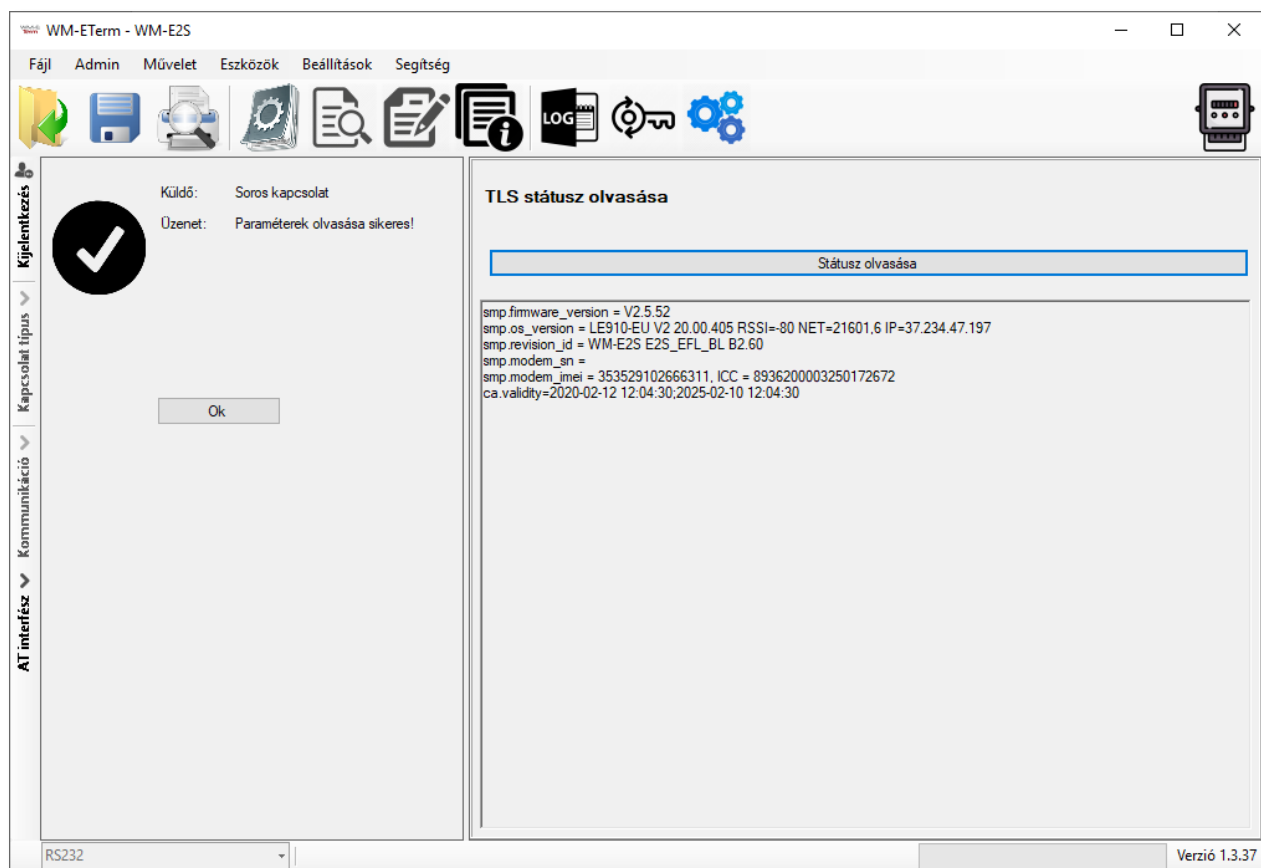 WM-ETerm - WM-E2S
Fájl Admin Művelet Eszközök Beállítások Segítség
LOG
Kijelentkezés
Kapcsolat típus
Kommunikáció
AT interfész
Küldő: Soros kapcsolat
Üzenet: Paraméterek olvasása sikeres!
Ok
TLS státusz olvasása
Státusz olvasása
smp.firmware_version = V2.5.52
smp.os_version = LE910-EU V2 20.00.405 RSSI=-80 NET=21601,6 IP=37.234.47.197
smp.revision_id = WM-E2S E2S_EFL_BL B2.60
smp.modem_sn =
smp.modem_imei = 353529102666311, ICC = 8936200003250172672
ca.validity=2020-02-12 12:04:30;2025-02-10 12:04:30
RS232
Verzió 1.3.37